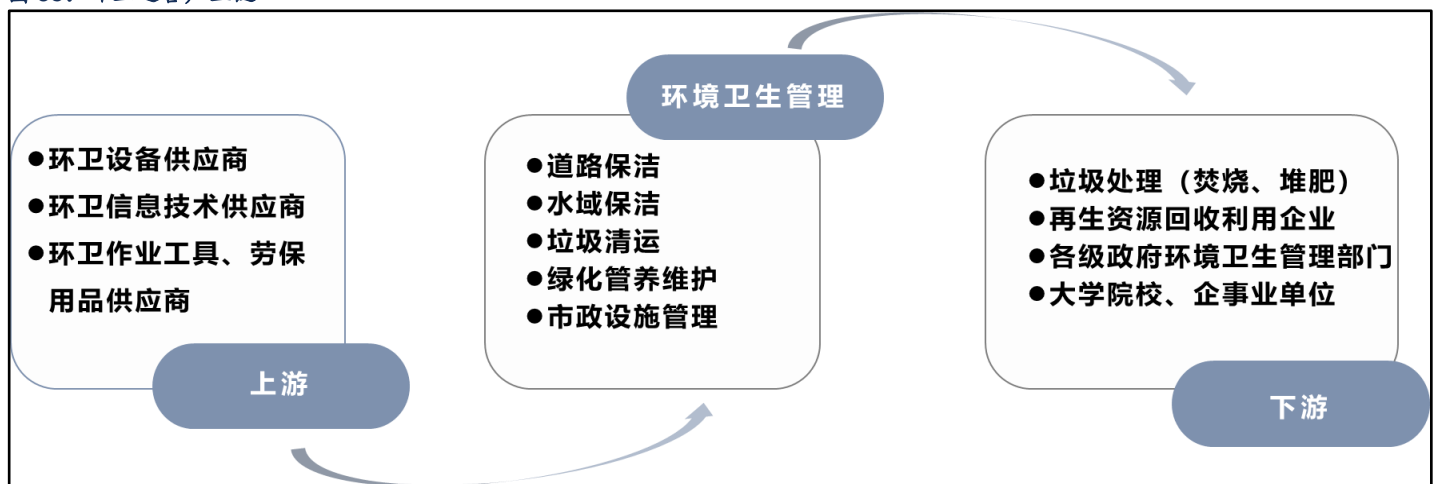 ●环卫设备供应商
●环卫信息技术供应商
●环卫作业工具、劳保
用品供应商
上游
环境卫生管理
●道路保洁
●水域保洁
●垃圾清运
●绿化管养维护
●市政设施管理
●垃圾处理（焚烧、堆肥）
●再生资源回收利用企业
●各级政府环境卫生管理部门
●大学院校、企事业单位
下游